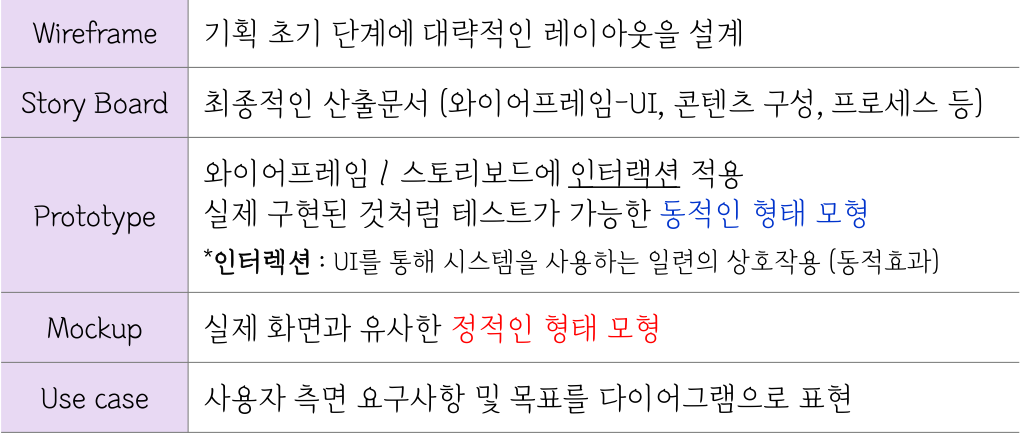 Wireframe 기획 초기 단계에 대략적인 레이아웃을 설계
Story Board 최종적인 산출문서 (와이어프레임-UI, 콘텐츠 구성, 프로세스 등)
Prototype
와이어프레임 / 스토리보드에 인터랙션 적용
실제 구현된 것처럼 테스트가 가능한 동적인 형태 모형
*인터렉션 : UI를 통해 시스템을 사용하는 일련의 상호작용 (동적효과)
Mockup 실제 화면과 유사한 정적인 형태 모형
Use case 사용자 측면 요구사항 및 목표를 다이어그램으로 표현